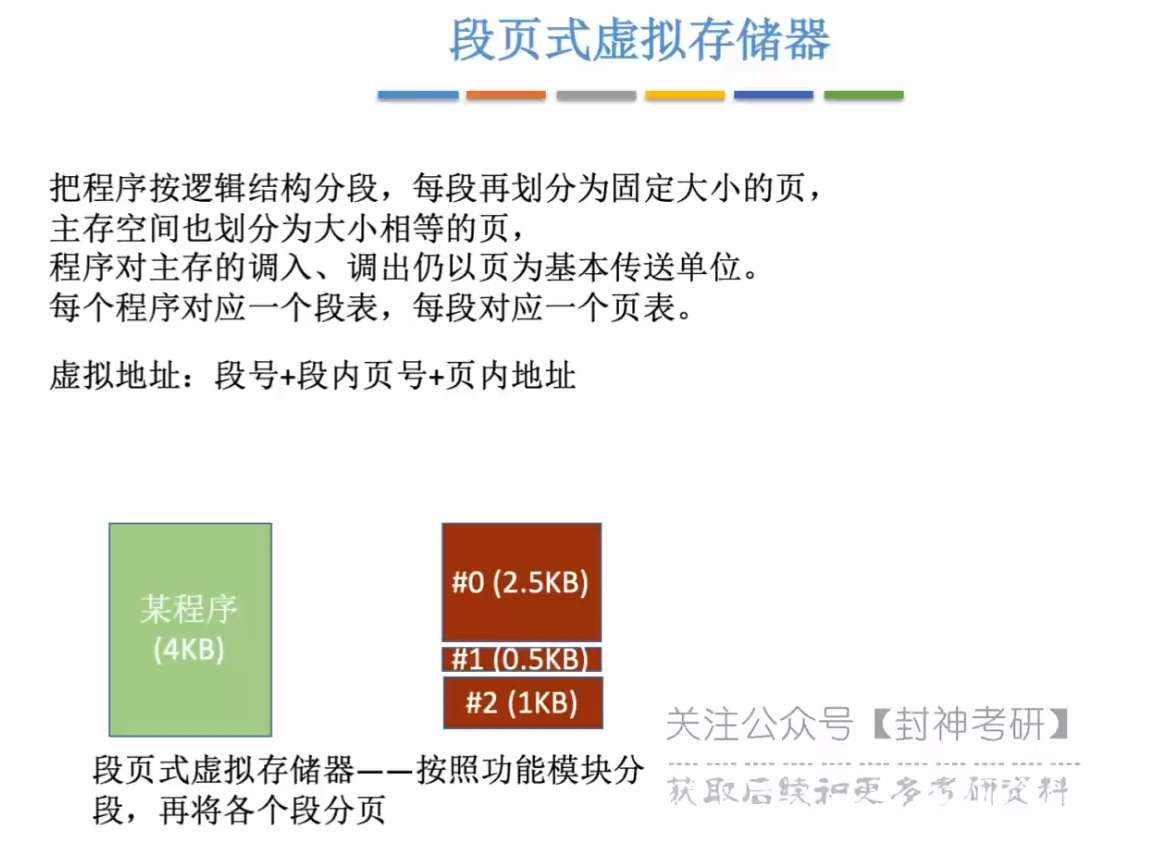 段页式虚拟存储器
把程序按逻辑结构分段，每段再划分为固定大小的页，
主存空间也划分为大小相等的页，
程序对主存的调入、调出仍以页为基本传送单位。
每个程序对应一个段表，每段对应一个页表。
虚拟地址：段号+段内页号+页内地址
某程序
(4KB)
#0 (2.5KB)
#1 (0.5KB)
#2 (1KB)
段页式虚拟存储器——按照功能模块分
段，再将各个段分页
关注公众号【封神考研】
获取后续和更多考研资料